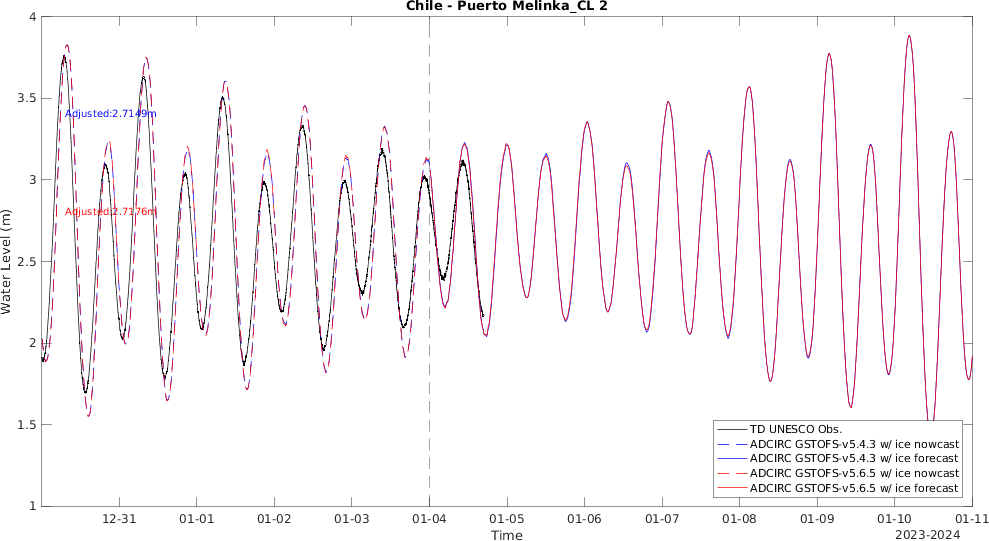 Chile - Puerto Melinka_CL 2
4
3.5
3
2.5
2
1.5
1
Water Level (m)
Adjusted:2.7149m
Adjusted:2.7176m
TD UNESCO Obs.
ADCIRC GSTOFS-v5.4.3 w/ ice nowcast
ADCIRC GSTOFS-v5.4.3 w/ ice forecast
ADCIRC GSTOFS-v5.6.5 w/ ice nowcast
ADCIRC GSTOFS-v5.6.5 w/ ice forecast
12-31 01-01 01-02 01-03 01-04 01-05 01-06 01-07 01-08 01-09 01-10 01-11
Time
2023-2024